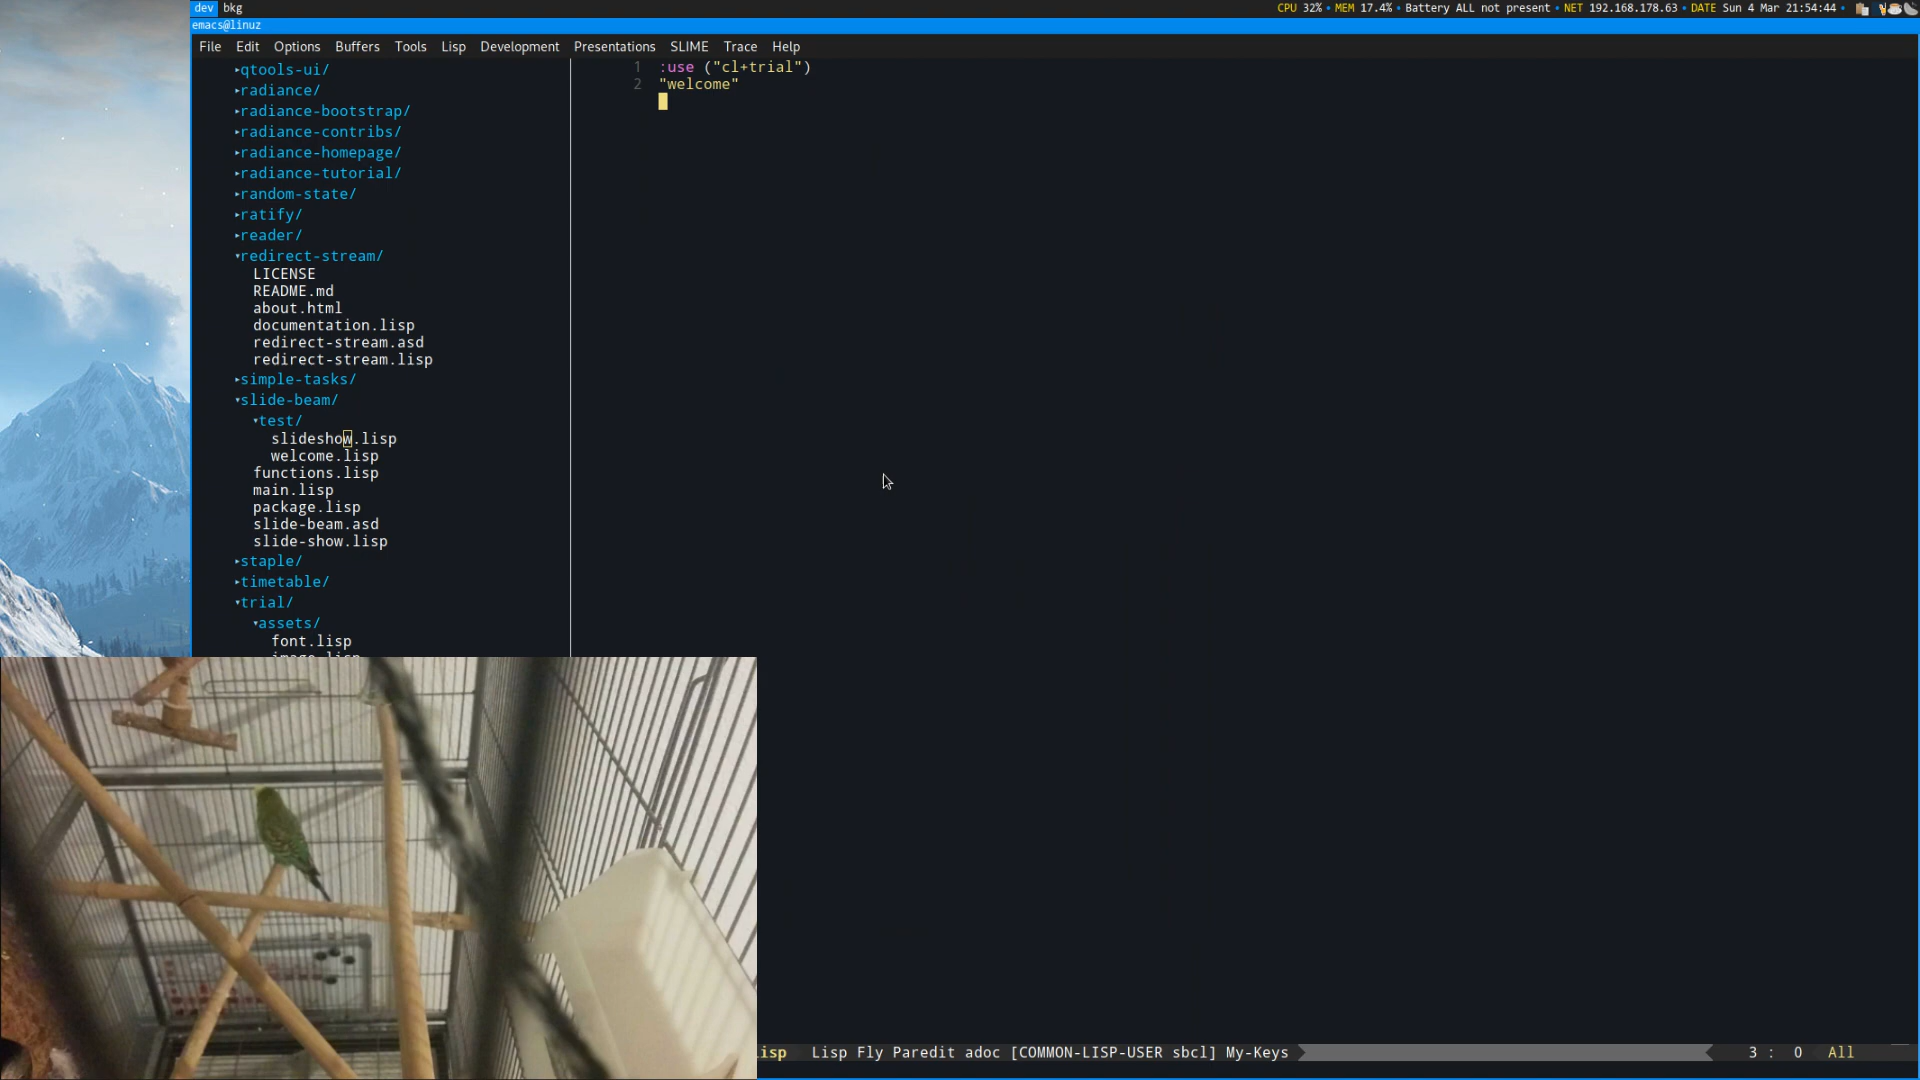 dev bkg CPU 32% • MEM 17.4% • Battery ALL not present • NET 192.168.178.63 • DATE Sun 4 Mar 21:54:44 •
emacs@linuz
File Edit Options Buffers Tools Lisp Development Presentations SLIME Trace Help
▸qtools-ui/
▸radiance/
▸radiance-bootstrap/
▸radiance-contribs/
▸radiance-homepage/
▸radiance-tutorial/
▸random-state/
▸ratify/
▸reader/
▾redirect-stream/
LICENSE
README.md
about.html
documentation.lisp
redirect-stream.asd
redirect-stream.lisp
▸simple-tasks/
▾slide-beam/
▾test/
slideshow.lisp
welcome.lisp
functions.lisp
main.lisp
package.lisp
slide-beam.asd
slide-show.lisp
▸staple/
▸timetable/
▾trial/
▾assets/
font.lisp
image.lisp
1 :use ("cl+trial")
2 "welcome"
lisp Lisp Fly Paredit adoc [COMMON-LISP-USER sbcl] My-Keys 3 : 0 All